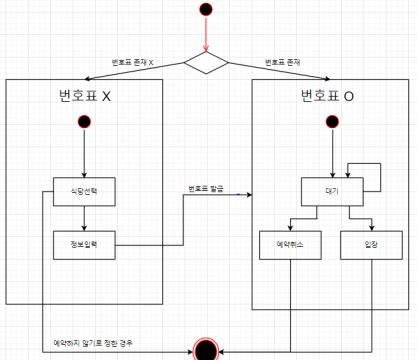 번호표 존재 X
번호표 존재
번호표 X
번호표 O
식당선택
대기
번호표 발급
정보입력
예약취소
입장
예약하지 않기로 정한 경우